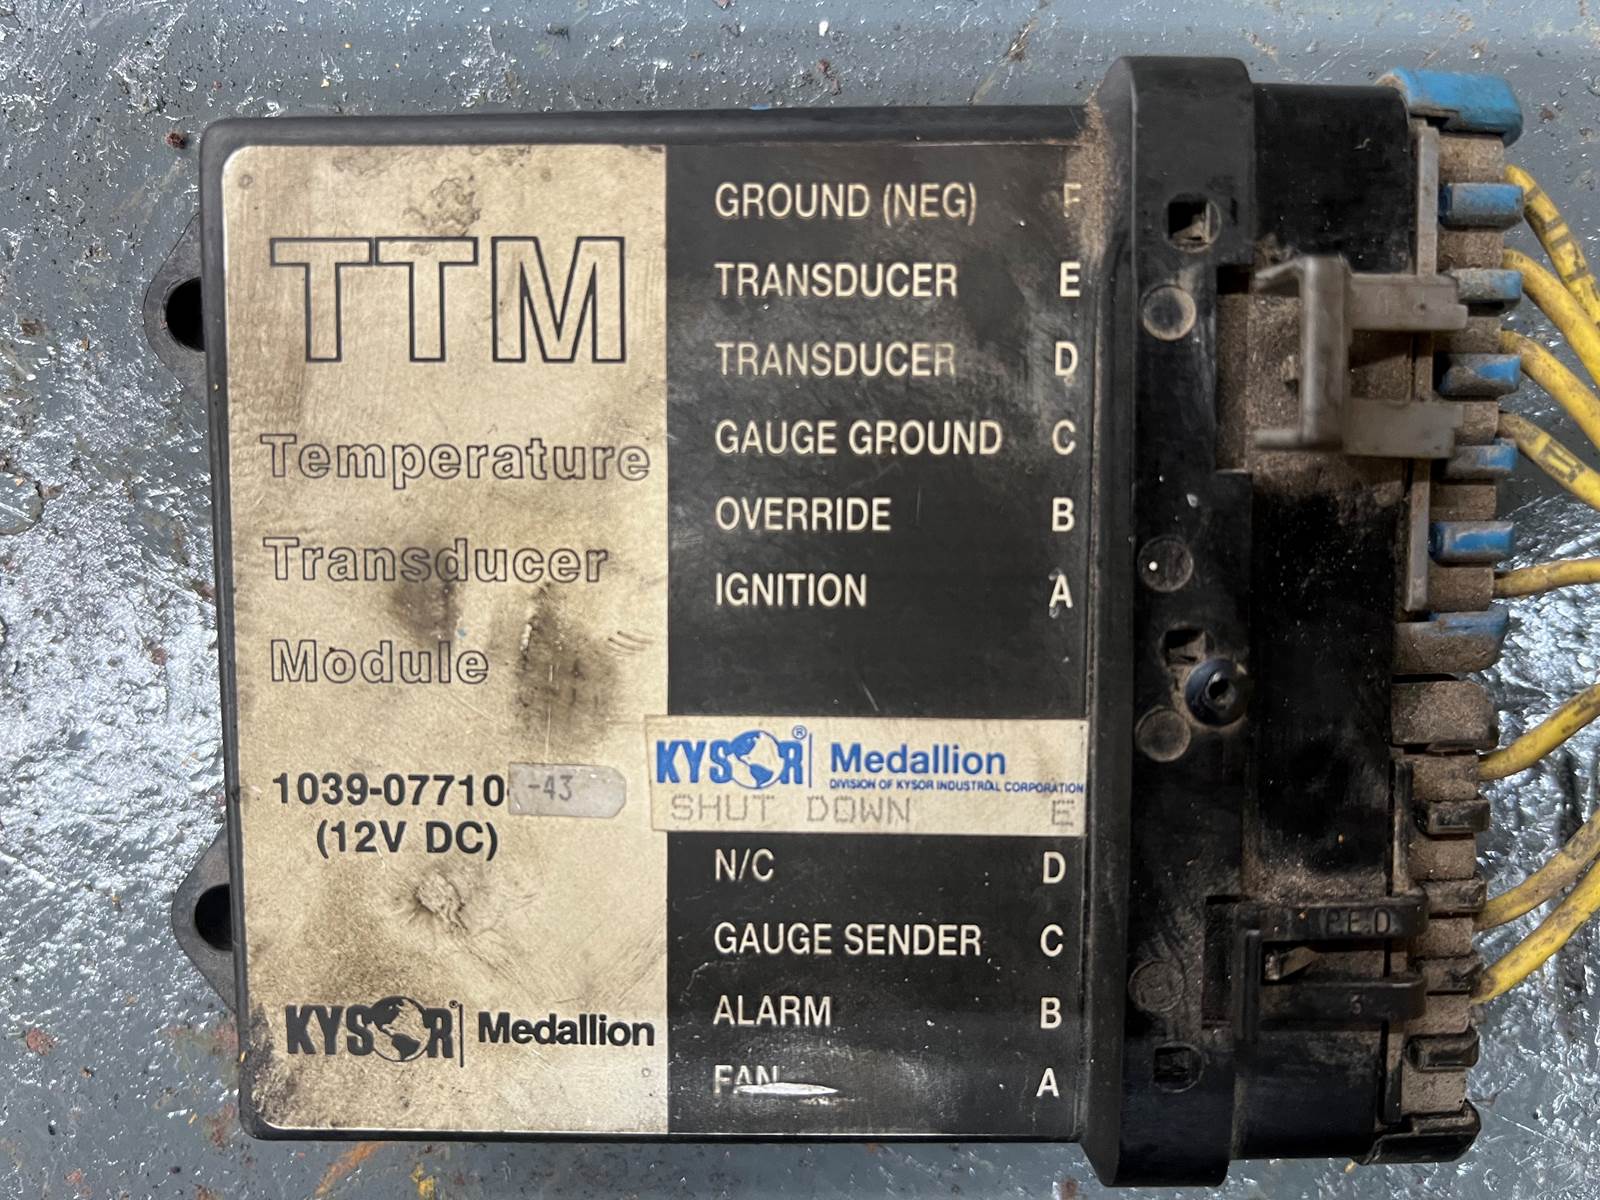 TTM
Temperature
Transducer
Module
1039-07710 -43
(12V DC)
KYSOR® Medallion
GROUND (NEG) F
TRANSDUCER E
TRANSDUCER D
GAUGE GROUND C
OVERRIDE B
IGNITION A
KYSOR® Medallion
DIVISION OF KYSOR INDUSTRIAL CORPORATION
SHUT DOWN E
N/C D
GAUGE SENDER C
ALARM B
FAN A
P.E.D